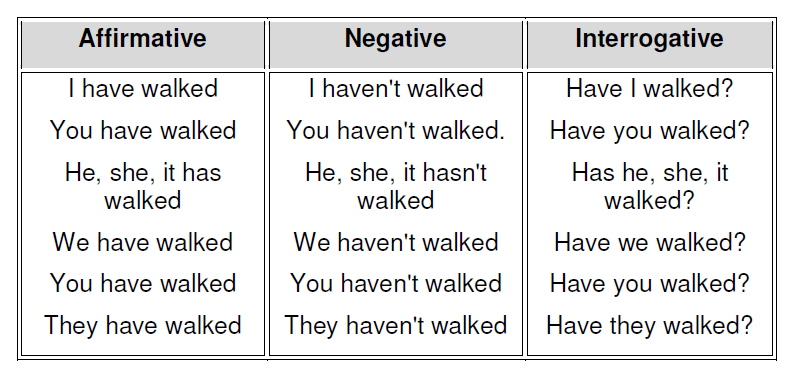 Affirmative Negative Interrogative
I have walked I haven't walked Have I walked?
You have walked You haven't walked. Have you walked?
He, she, it has He, she, it hasn't Has he, she, it
walked walked walked?
We have walked We haven't walked Have we walked?
You have walked You haven't walked Have you walked?
They have walked They haven't walked Have they walked?